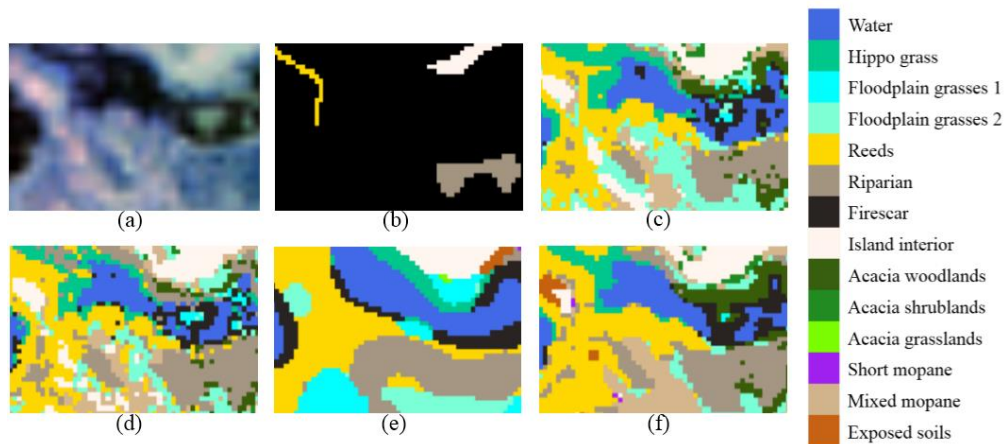 (a)
(b)
(c)
(d)
(e)
(f)
Water
Hippo grass
Floodplain grasses 1
Floodplain grasses 2
Reeds
Riparian
Firescar
Island interior
Acacia woodlands
Acacia shrublands
Acacia grasslands
Short mopane
Mixed mopane
Exposed soils